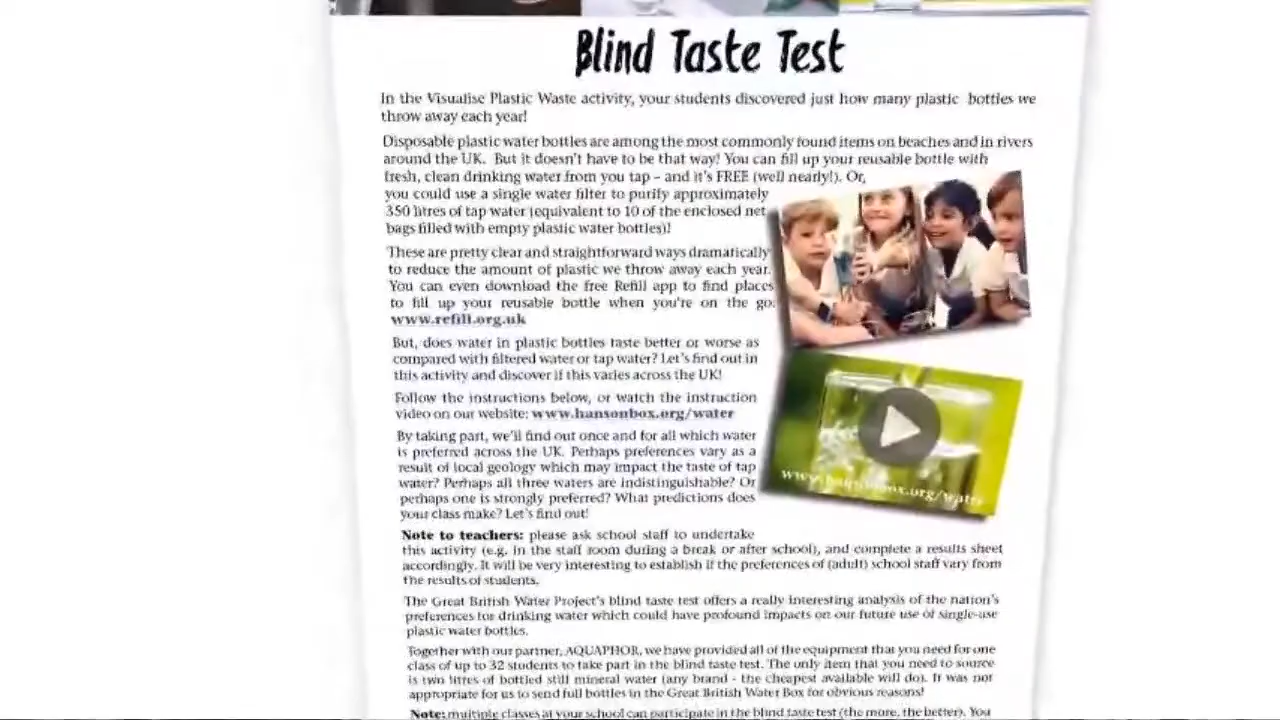 Blind Taste Test
In the Visualise Plastic Waste activity, your students discovered just how many plastic bottles we
throw away each year!
Disposable plastic water bottles are among the most commonly found items on beaches and in rivers
around the UK. But it doesn't have to be that way! You can fill up your reusable bottle with
fresh, clean drinking water from you tap – and it's FREE (well nearly!). Or,
you could use a single water filter to purify approximately
350 litres of tap water (equivalent to 10 of the enclosed net
bags filled with empty plastic water bottles)!
These are pretty clear and straightforward ways dramatically
to reduce the amount of plastic we throw away each year.
You can even download the free Refill app to find places
to fill up your reusable bottle when you're on the go:
www.refill.org.uk
But, does water in plastic bottles taste better or worse as
compared with filtered water or tap water? Let's find out in
this activity and discover if this varies across the UK!
Follow the instructions below, or watch the instruction
video on our website: www.hansonbox.org/water
www.hansonbox.org/water
By taking part, we'll find out once and for all which water
is preferred across the UK. Perhaps preferences vary as a
result of local geology which may impact the taste of tap
water? Perhaps all three waters are indistinguishable? Or
perhaps one is strongly preferred? What predictions does
your class make? Let's find out!
Note to teachers: please ask school staff to undertake
this activity (e.g. in the staff room during a break or after school), and complete a results sheet
accordingly. It will be very interesting to establish if the preferences of (adult) school staff vary from
the results of students.
The Great British Water Project's blind taste test offers a really interesting analysis of the nation's
preferences for drinking water which could have profound impacts on our future use of single-use
plastic water bottles.
Together with our partner, AQUAPHOR, we have provided all of the equipment that you need for one
class of up to 32 students to take part in the blind taste test. The only item that you need to source
is two litres of bottled still mineral water (any brand - the cheapest available will do). It was not
appropriate for us to send full bottles in the Great British Water Box for obvious reasons!
Note: multiple classes at your school can participate in the blind taste test (the more, the better). You